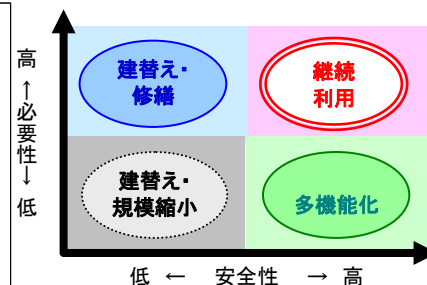 高
↑
必
要
性
↓
低
建替え・
修繕
継続
利用
建替え・
規模縮小
多機能化
低 ← 安全性 → 高